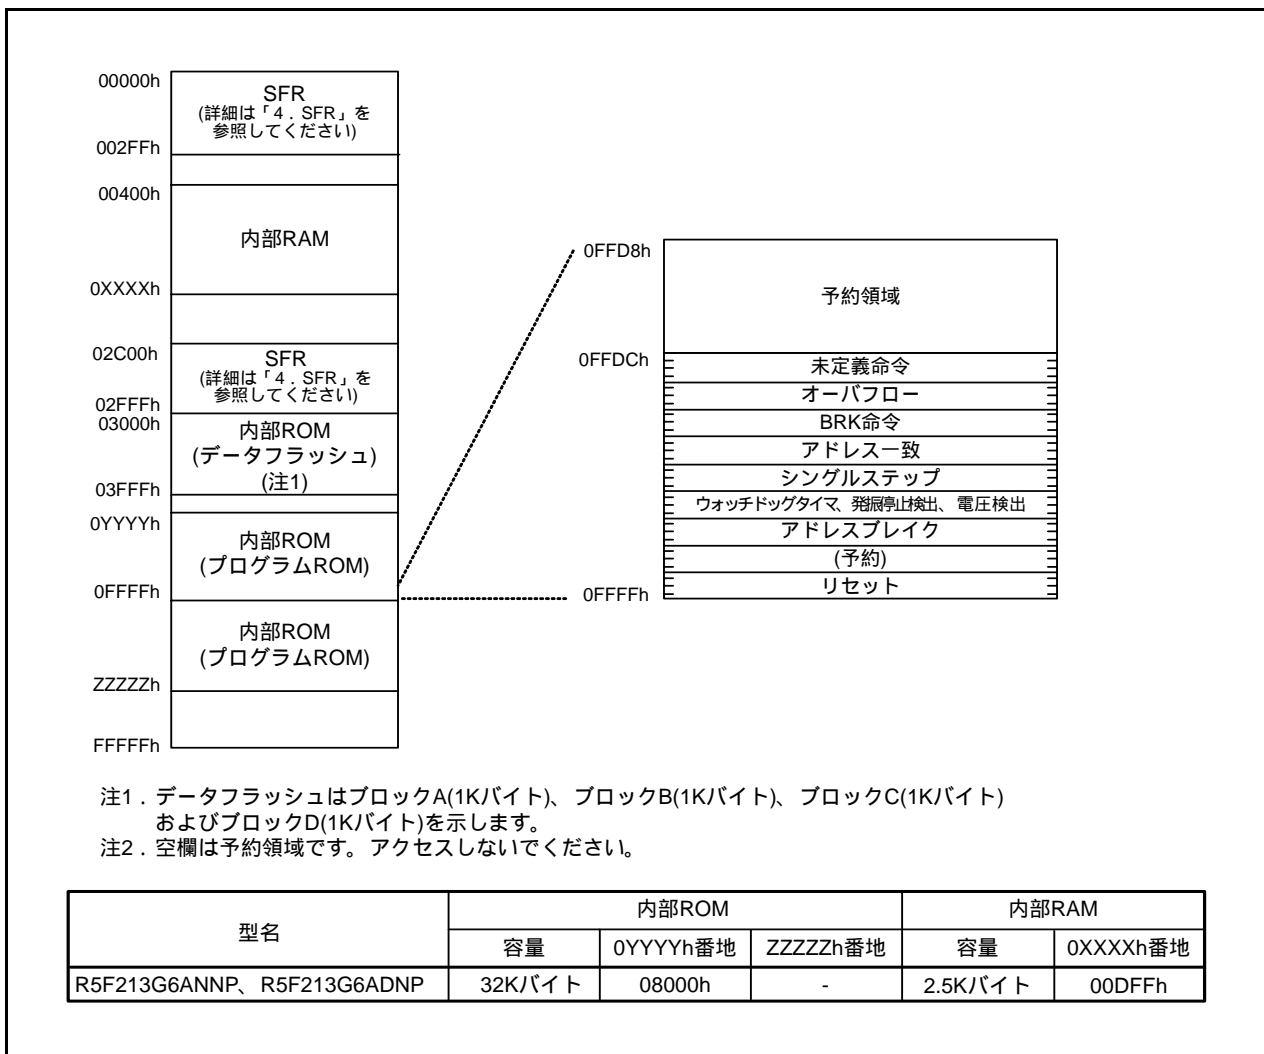 00000h
SFR
(詳細は「4．SFR」を
参照してください)
002FFh
00400h
内部RAM
0XXXXh
02C00h
SFR
(詳細は「4．SFR」を
参照してください)
02FFFh
03000h
内部ROM
(データフラッシュ)
(注1)
03FFFh
0YYYYh
内部ROM
(プログラムROM)
0FFFFh
内部ROM
(プログラムROM)
ZZZZZh
FFFFFh
0FFD8h
予約領域
0FFDCh
未定義命令
オーバフロー
BRK命令
アドレス一致
シングルステップ
ウォッチドッグタイマ、発振停止検出、電圧検出
アドレスブレイク
(予約)
リセット
0FFFFh
注1．データフラッシュはブロックA(1Kバイト)、ブロックB(1Kバイト)、ブロックC(1Kバイト)
およびブロックD(1Kバイト)を示します。
注2．空欄は予約領域です。アクセスしないでください。
型名 内部ROM 内部RAM
容量 0YYYYh番地 ZZZZZh番地 容量 0XXXXh番地
R5F213G6ANNP、R5F213G6ADNP 32Kバイト 08000h - 2.5Kバイト 00DFFh